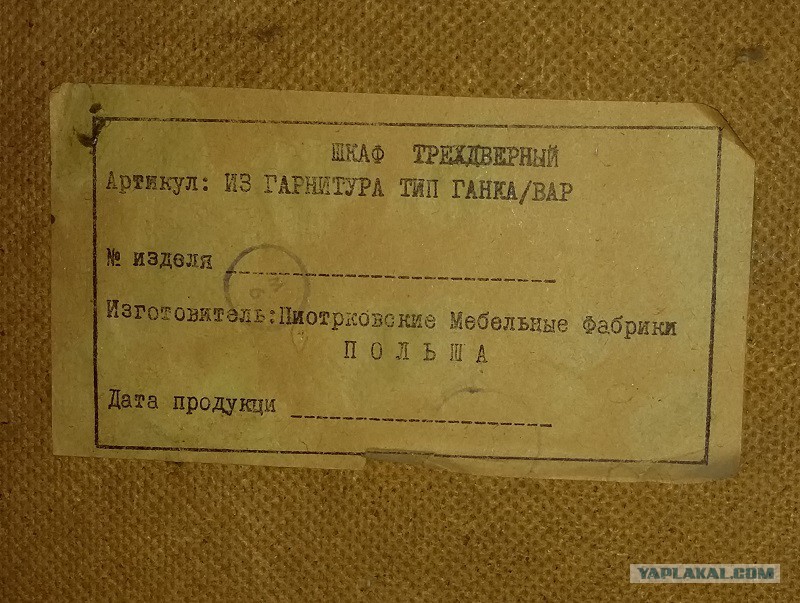 ШКАФ ТРЕХДВЕРНЫЙ
Артикул: ИЗ ГАРНИТУРА ТИП ГАНКА/ВАР
№ изделя
Изготовитель: Пиотрковские Мебельные Фабрики
ПОЛЬША
Дата продукци
YAPLAKAL.COM